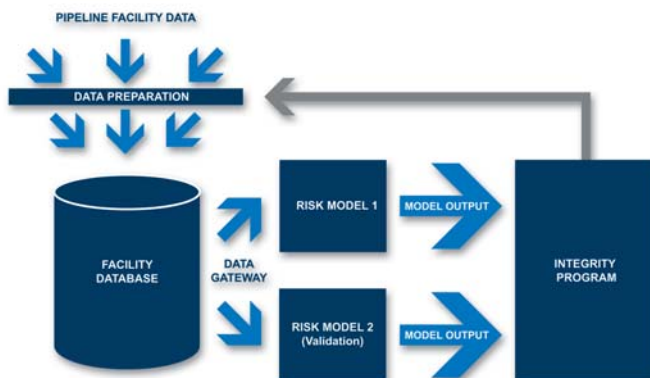 PIPELINE FACILITY DATA
DATA PREPARATION
RISK MODEL 1
MODEL OUTPUT
FACILITY
DATABASE
DATA
GATEWAY
INTEGRITY
PROGRAM
RISK MODEL 2
(Validation)
MODEL OUTPUT